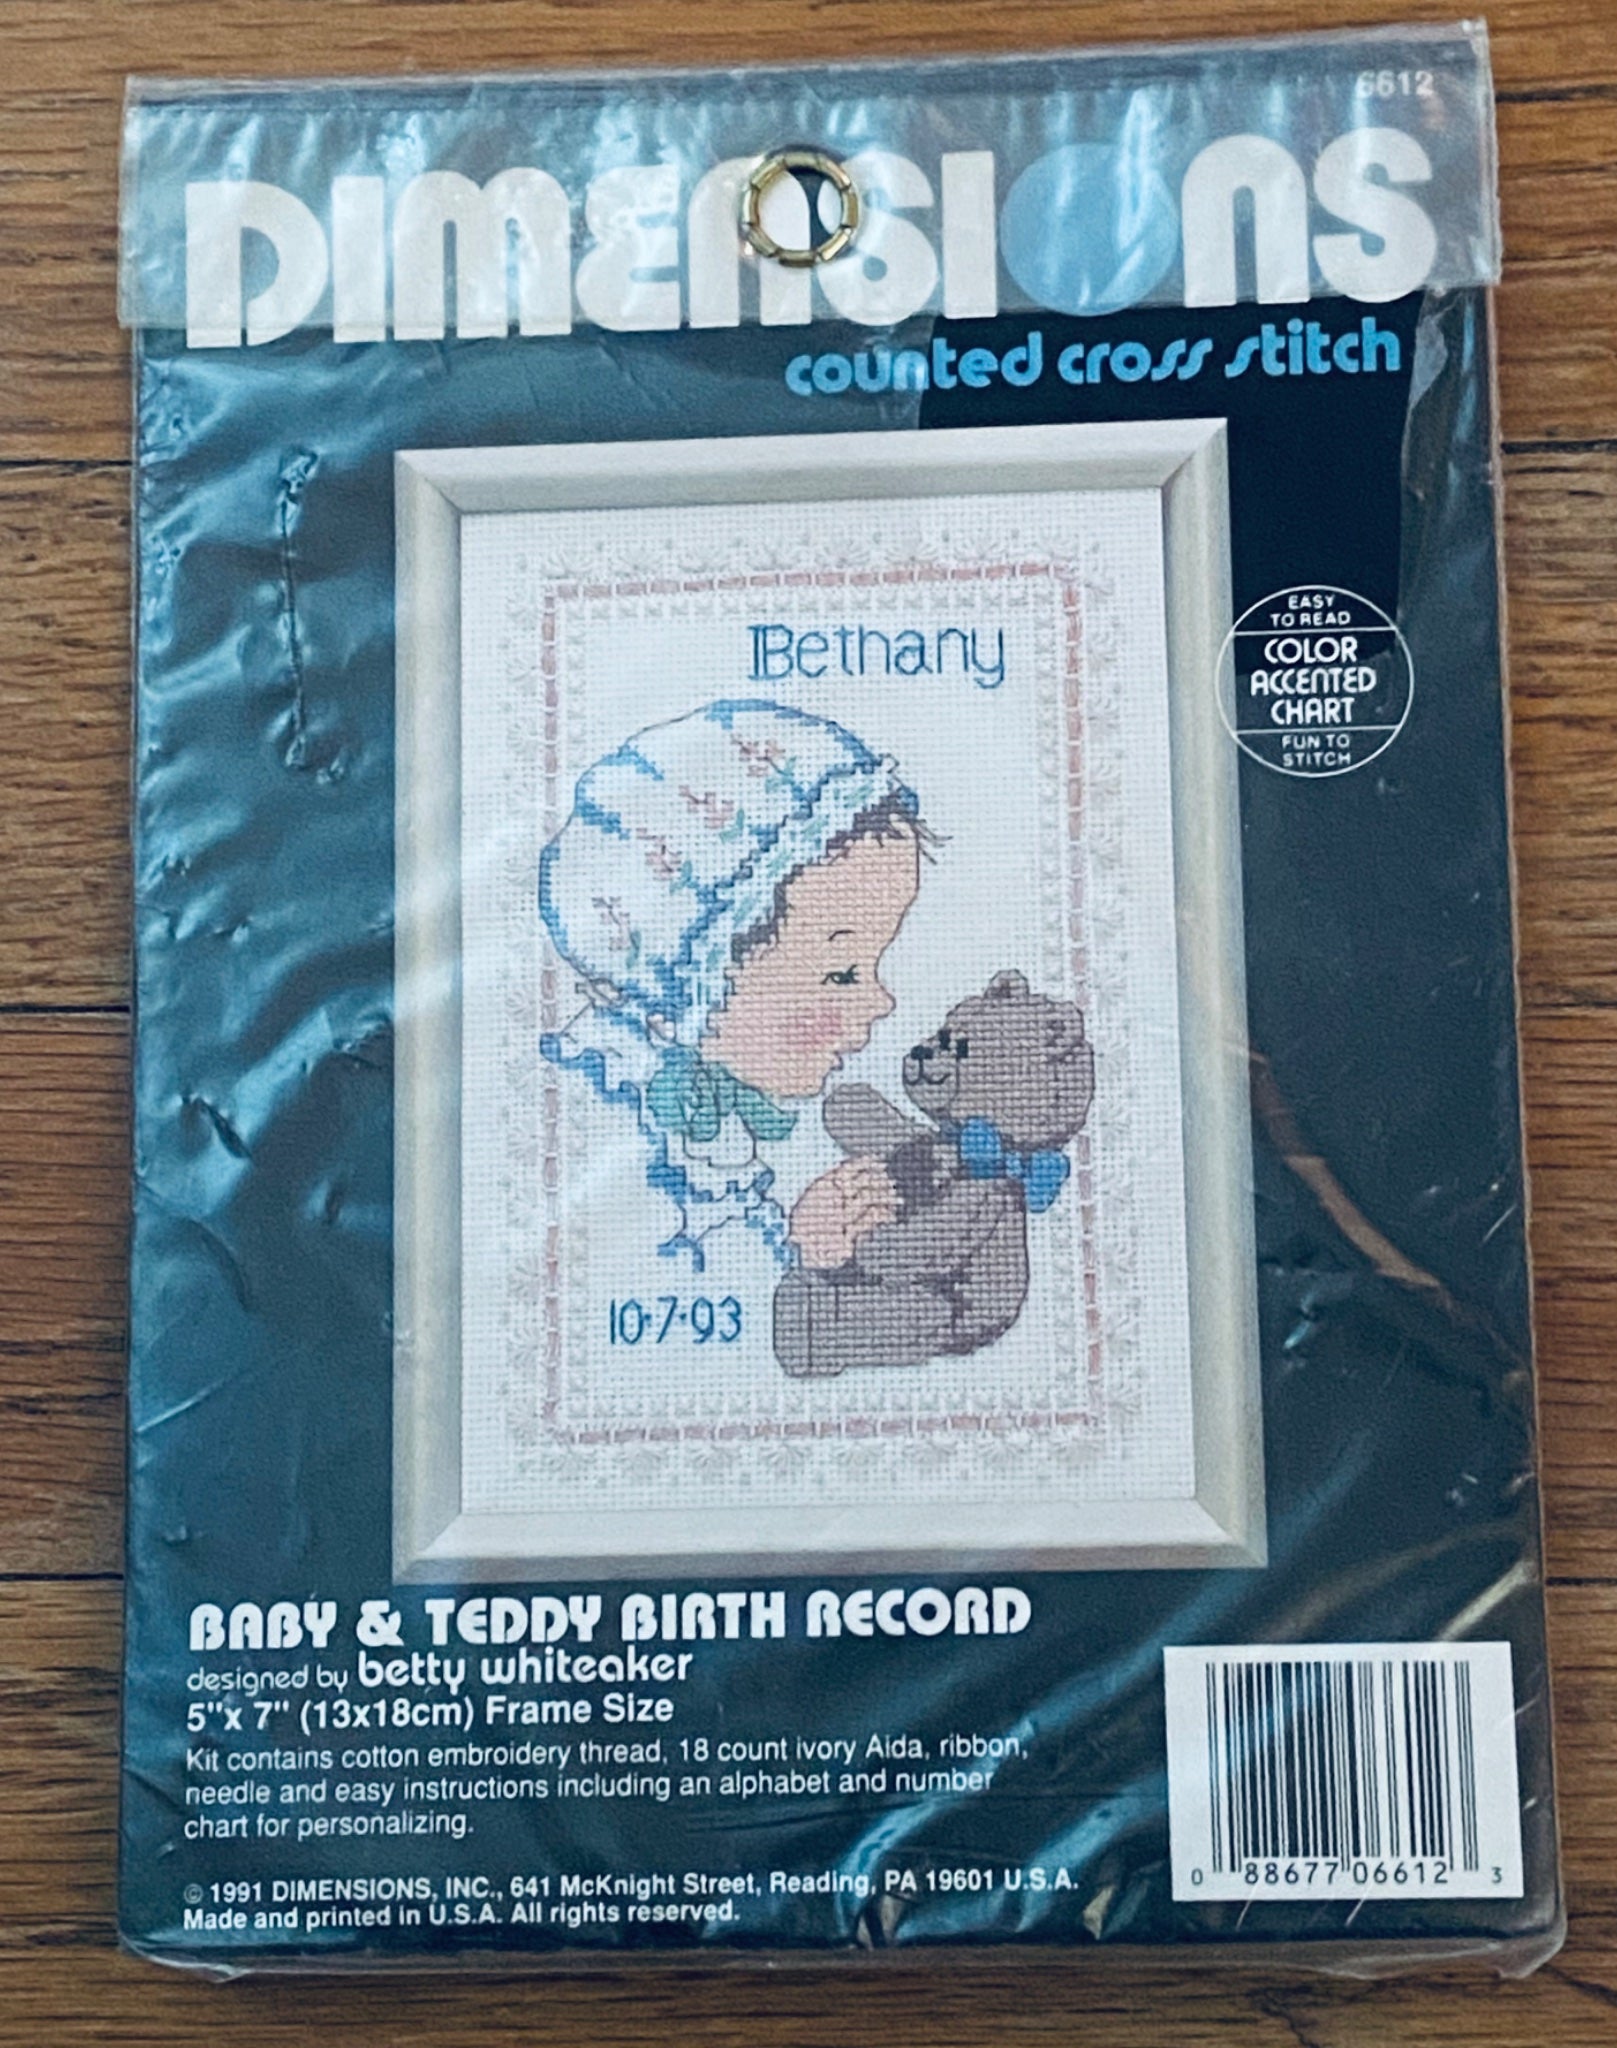 6612
DIMENSIONS
counted cross stitch
EASY
TO READ
COLOR
ACCENTED
CHART
FUN TO
STITCH
Bethany
10·7·93
BABY & TEDDY BIRTH RECORD
designed by betty whiteaker
5"x 7" (13x18cm) Frame Size
Kit contains cotton embroidery thread, 18 count ivory Aida, ribbon,
needle and easy instructions including an alphabet and number
chart for personalizing.
© 1991 DIMENSIONS, INC., 641 McKnight Street, Reading, PA 19601 U.S.A.
Made and printed in U.S.A. All rights reserved.
0 88677 06612 3